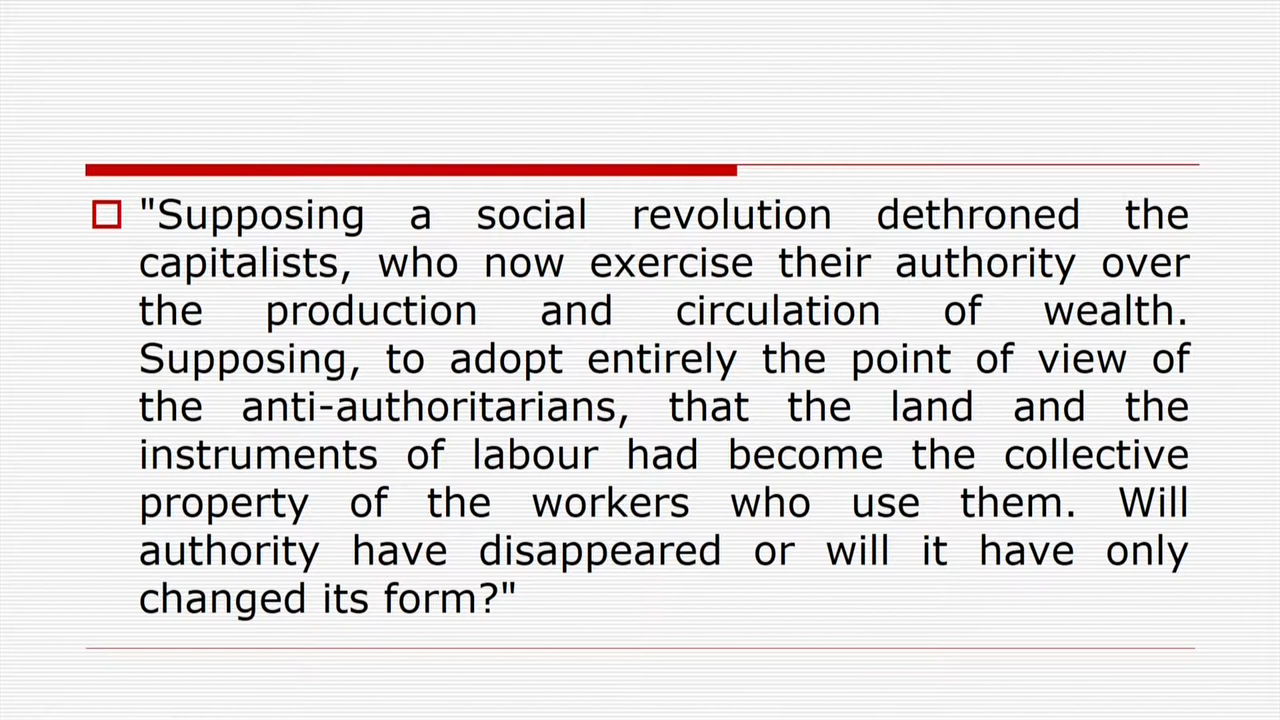 "Supposing a social revolution dethroned the
capitalists, who now exercise their authority over
the production and circulation of wealth.
Supposing, to adopt entirely the point of view of
the anti-authoritarians, that the land and the
instruments of labour had become the collective
property of the workers who use them. Will
authority have disappeared or will it have only
changed its form?"